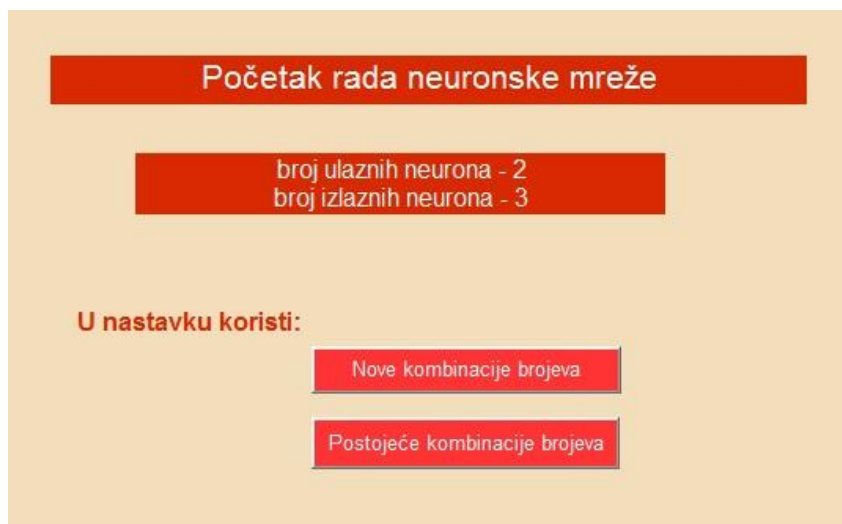 Početak rada neuronske mreže
broj ulaznih neurona - 2
broj izlaznih neurona - 3
U nastavku koristi:
Nove kombinacije brojeva
Postojeće kombinacije brojeva